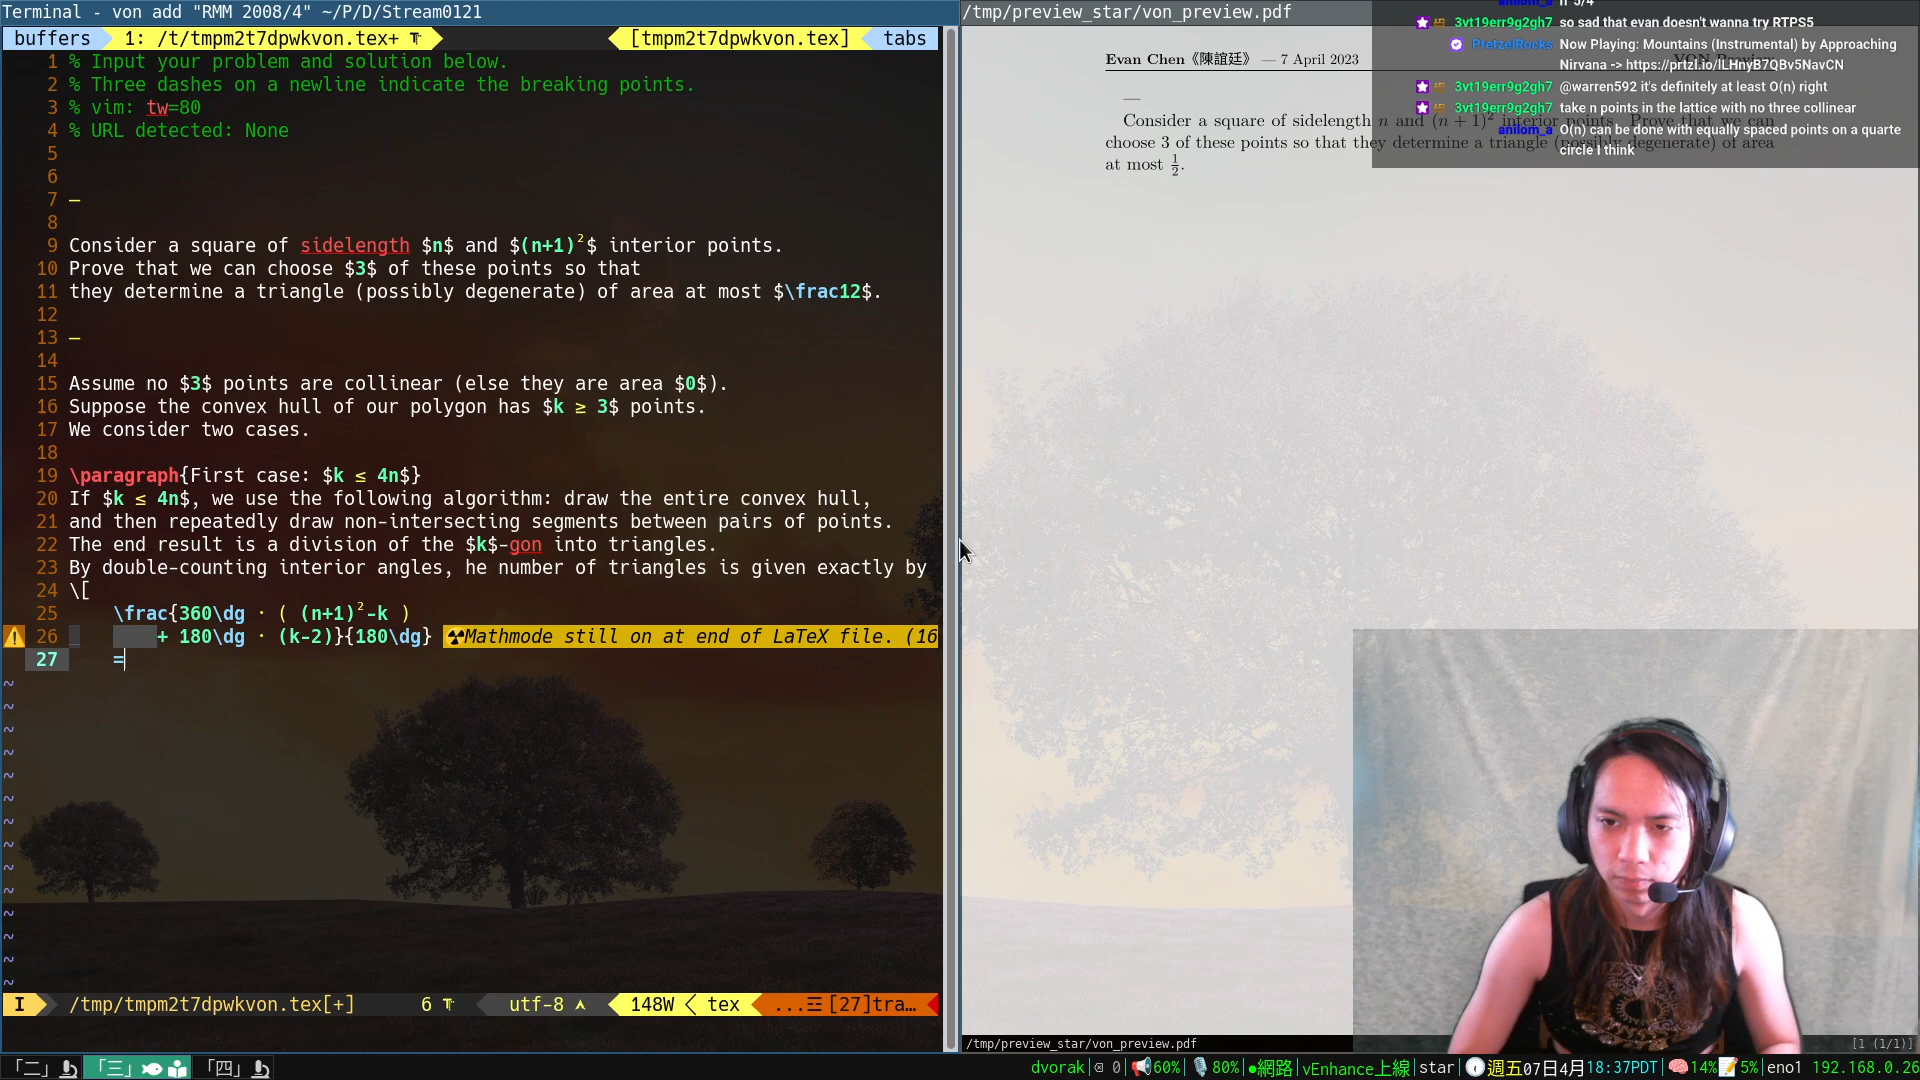 Terminal - von add "RMM 2008/4" ~/P/D/Stream0121
buffers 1: /t/tmpm2t7dpwkvon.tex+ [tmpm2t7dpwkvon.tex] tabs
1 % Input your problem and solution below.
2 % Three dashes on a newline indicate the breaking points.
3 % vim: tw=80
4 % URL detected: None
5
6
7 —
8
9 Consider a square of sidelength $n$ and $(n+1)²$ interior points.
10 Prove that we can choose $3$ of these points so that
11 they determine a triangle (possibly degenerate) of area at most $\frac12$.
12
13 —
14
15 Assume no $3$ points are collinear (else they are area $0$).
16 Suppose the convex hull of our polygon has $k ≥ 3$ points.
17 We consider two cases.
18
19 \paragraph{First case: $k ≤ 4n$}
20 If $k ≤ 4n$, we use the following algorithm: draw the entire convex hull,
21 and then repeatedly draw non-intersecting segments between pairs of points.
22 The end result is a division of the $k$-gon into triangles.
23 By double-counting interior angles, he number of triangles is given exactly by
24 \[
25 \frac{360\dg · ( (n+1)²-k )
26 + 180\dg · (k-2)}{180\dg} ☢Mathmode still on at end of LaTeX file. (16
27 =
~
~
~
~
~
~
~
~
~
~
~
~
~
~
I /tmp/tmpm2t7dpwkvon.tex[+] 6 utf-8 148W < tex ...☲ [27]tra…
/tmp/preview_star/von_preview.pdf
Evan Chen《陳誼廷》 — 7 April 2023
—
Consider a square of sidelength n and (n + 1)² interior points. Prove that we can
choose 3 of these points so that they determine a triangle (possibly degenerate) of area
at most 1/2.
anilom_a n^5/4
3vt19err9g2gh7 so sad that evan doesn't wanna try RTPS5
PretzelRocks Now Playing: Mountains (Instrumental) by Approaching
Nirvana -> https://prtzl.io/lLHnyB7QBv5NavCN
3vt19err9g2gh7 @warren592 it's definitely at least O(n) right
3vt19err9g2gh7 take n points in the lattice with no three collinear
anilom_a O(n) can be done with equally spaced points on a quarte
circle I think
/tmp/preview_star/von_preview.pdf [1 (1/1)]
「二」 「三」 「四」 dvorak 0 60% 80% 網路 vEnhance上線 star 週五07日4月18:37PDT 14% 5% eno1 192.168.0.26